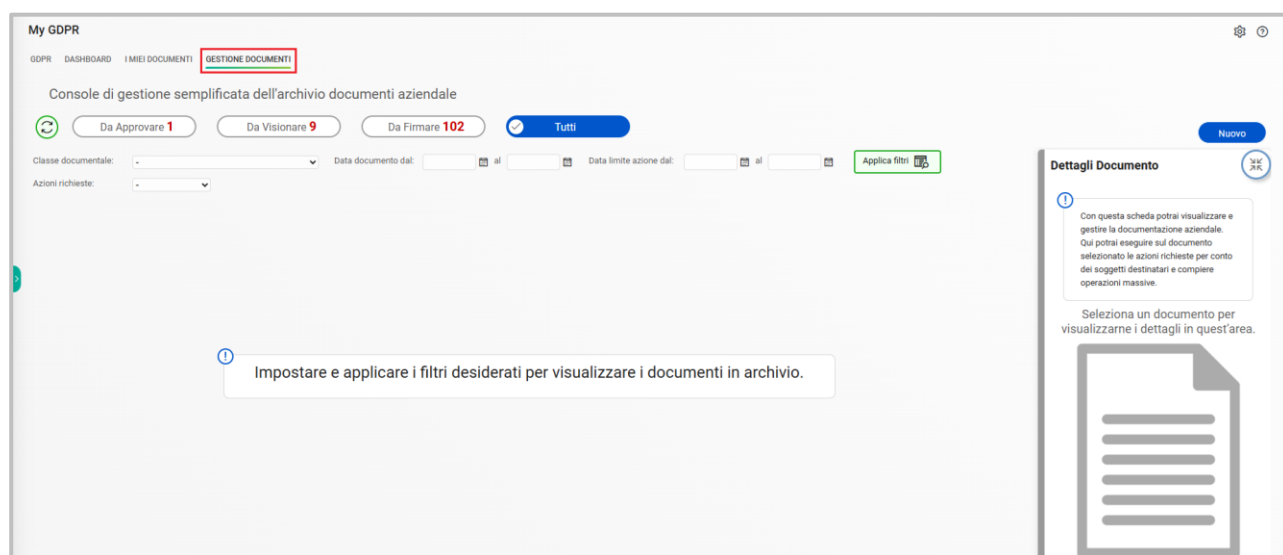 My GDPR
GDPR DASHBOARD I MIEI DOCUMENTI GESTIONE DOCUMENTI
Console di gestione semplificata dell'archivio documenti aziendale
Da Approvare 1 Da Visionare 9 Da Firmare 102 Tutti
Nuovo
Classe documentale: - Data documento dal: al Data limite azione dal: al Applica filtri
Azioni richieste: -
Dettagli Documento
Con questa scheda potrai visualizzare e
gestire la documentazione aziendale.
Qui potrai eseguire sul documento
selezionato le azioni richieste per conto
dei soggetti destinatari e compiere
operazioni massive.
Seleziona un documento per
visualizzarne i dettagli in quest'area.
Impostare e applicare i filtri desiderati per visualizzare i documenti in archivio.